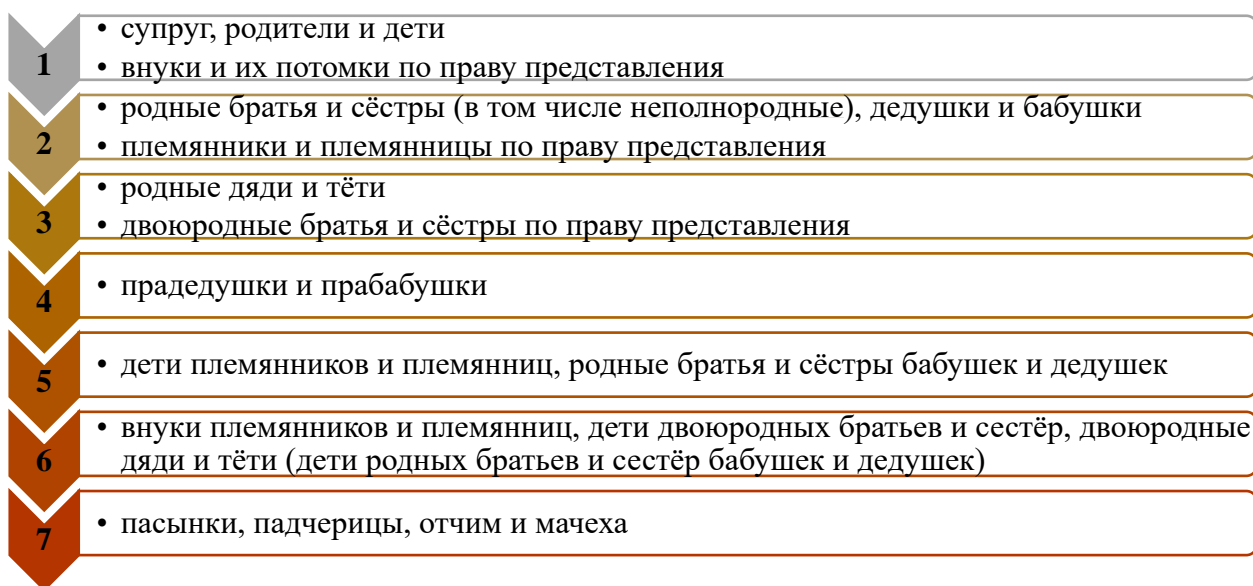 1
• супруг, родители и дети
• внуки и их потомки по праву представления
2
• родные братья и сёстры (в том числе неполнородные), дедушки и бабушки
• племянники и племянницы по праву представления
3
• родные дяди и тёти
• двоюродные братья и сёстры по праву представления
4
• прадедушки и прабабушки
5
• дети племянников и племянниц, родные братья и сёстры бабушек и дедушек
6
• внуки племянников и племянниц, дети двоюродных братьев и сестёр, двоюродные
дяди и тёти (дети родных братьев и сестёр бабушек и дедушек)
7
• пасынки, падчерицы, отчим и мачеха